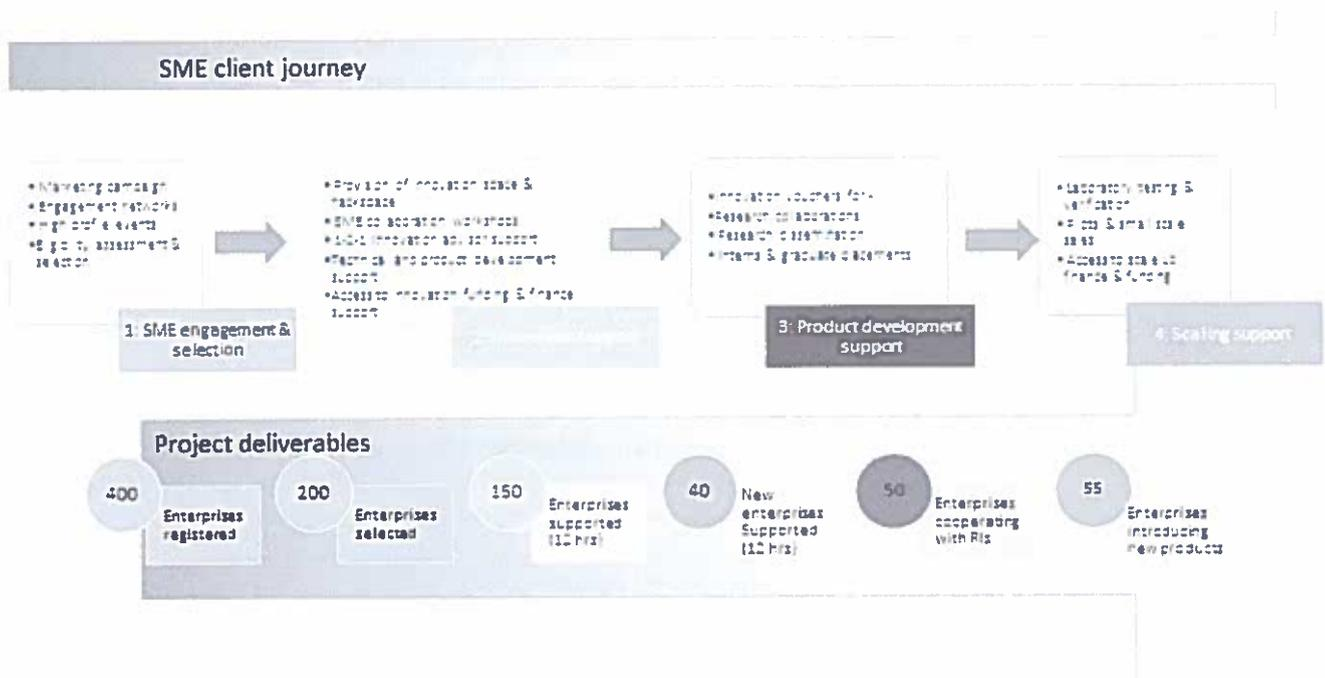 SME client journey
• Marketing campaign
• Engagement networks
• High profile events
• Eligibility assessment &
selection
1: SME engagement &
selection
• Provision of innovation space &
hackspace
• SME collaboration workshops
• 1-2-1 innovation advisor support
• Technical and product development
support
• Access to innovation funding & finance
support
• Innovation vouchers for
• Research collaborations
• Research dissemination
• Interns & graduate placements
3: Product development
support
• Laboratory testing &
verification
• Pilots & small scale
sales
• Access to scale up
finance & funding
4: Scaling support
Project deliverables
400
Enterprises
registered
200
Enterprises
selected
150
Enterprises
supported
(12 hrs)
40
New
enterprises
Supported
(12 hrs)
50
Enterprises
cooperating
with RIs
55
Enterprises
introducing
new products